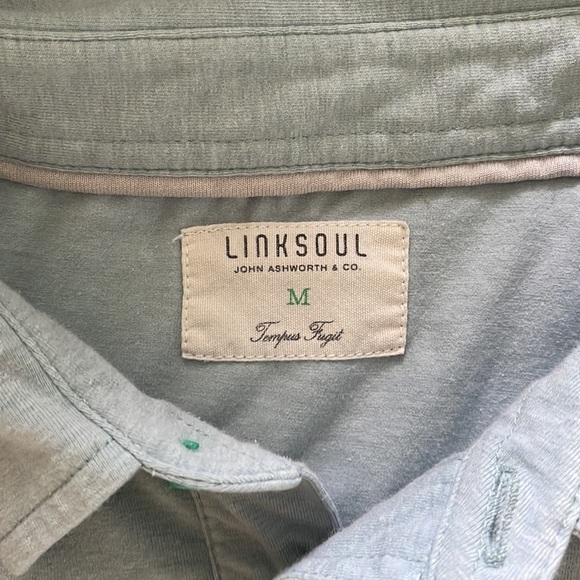 LINKSOUL
JOHN ASHWORTH & CO.
M
Tempus Fugit